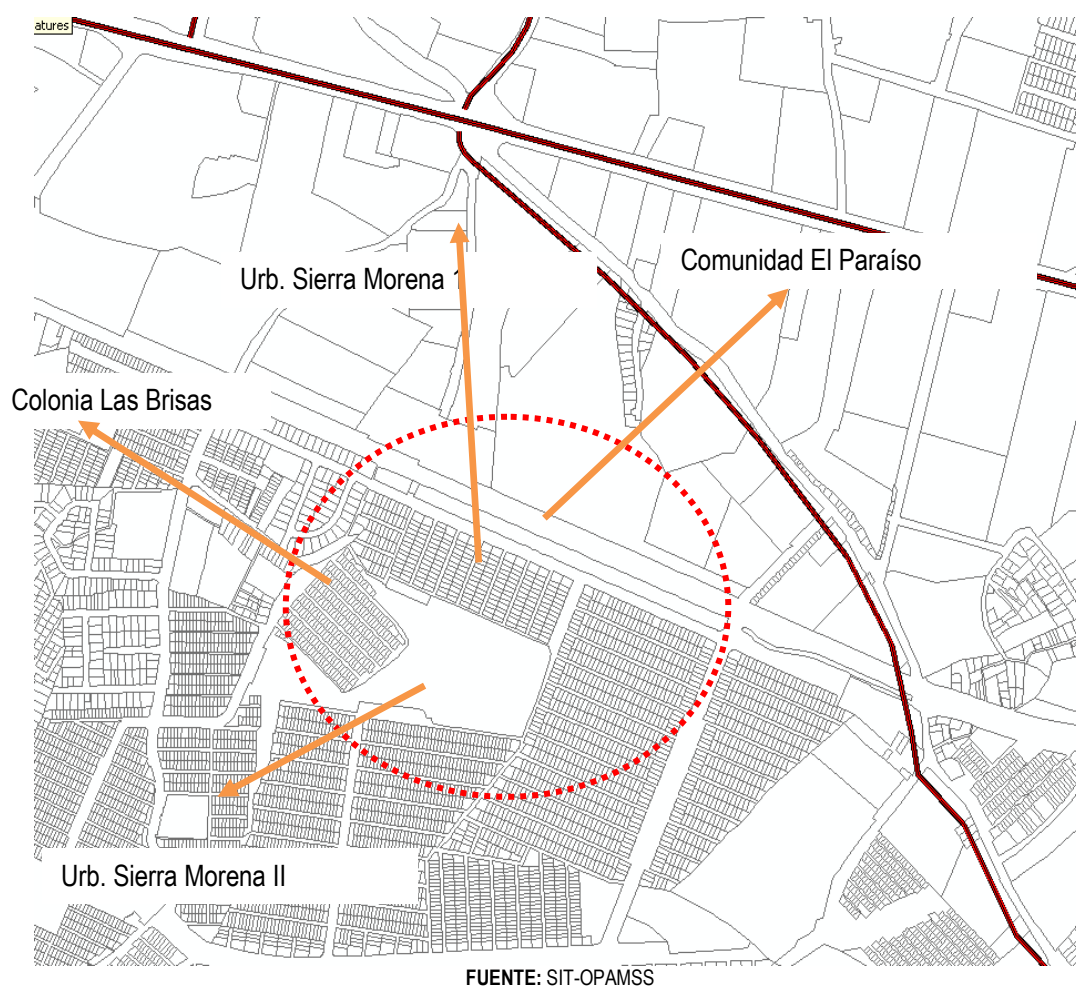 atures
Urb. Sierra Morena 1
Comunidad El Paraíso
Colonia Las Brisas
Urb. Sierra Morena II
FUENTE: SIT-OPAMSS